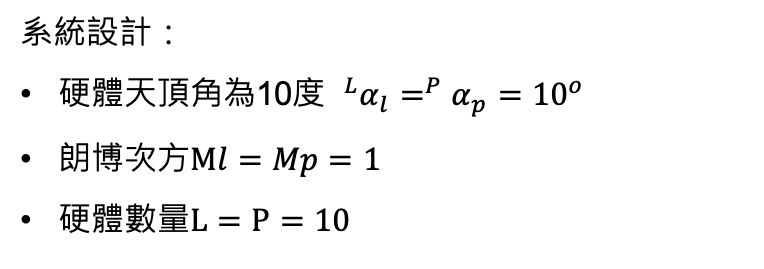 系統設計：
• 硬體天頂角為10度 ᴸαₗ =ᴾ αₚ = 10ᵒ
• 朗博次方Ml = Mp = 1
• 硬體數量L = P = 10